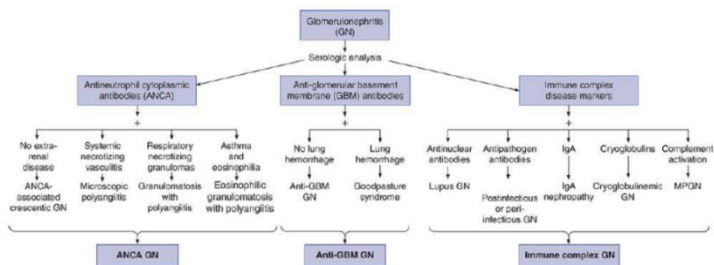 Glomerulonephritis
(GN)
Serologic analysis
Antineutrophil cytoplasmic
antibodies (ANCA)
Anti-glomerular basement
membrane (GBM) antibodies
Immune complex
disease markers
+
+
+
No extra-
renal
disease
Systemic
necrotizing
vasculitis
Respiratory
necrotizing
granulomas
Asthma
and
eosinophilia
No lung
hemorrhage
Lung
hemorrhage
Antinuclear
antibodies
Antipathogen
antibodies
IgA
Cryoglobulins
Complement
activation
ANCA-
associated
crescentic GN
Microscopic
polyangiitis
Granulomatosis
with
polyangiitis
Eosinophilic
granulomatosis
with polyangiitis
Anti-GBM
GN
Goodpasture
syndrome
Lupus GN
Postinfectious
or peri-
infectious GN
IgA
nephropathy
Cryoglobulinemic
GN
MPGN
ANCA GN
Anti-GBM GN
Immune complex GN